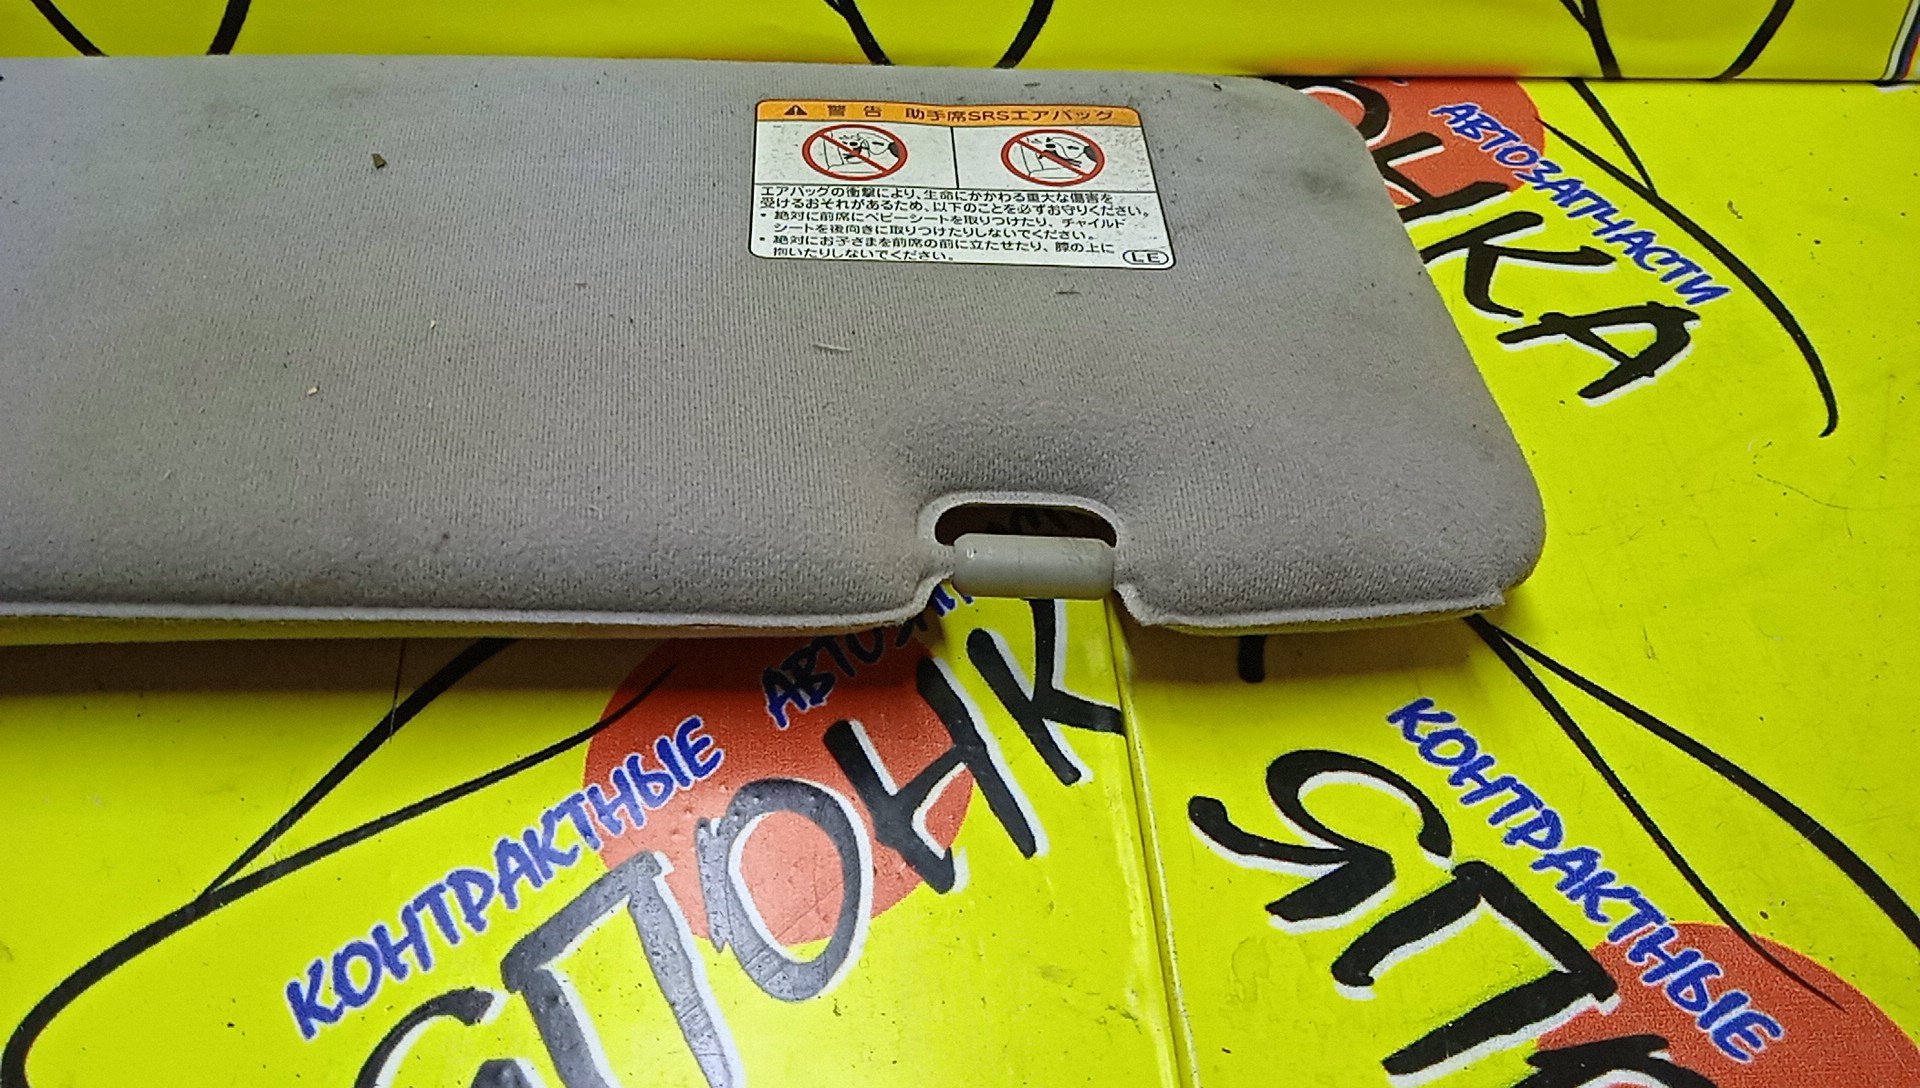 警告 助手席SRSエアバッグ
エアバッグの衝撃により、生命にかかわる重大な傷害を
受けるおそれがあるため、以下のことを必ずお守りください。
・絶対に前席にベビーシートを取りつけたり、チャイルド
シートを後向きに取りつけたりしないでください。
・絶対にお子さまを前席の前に立たせたり、膝の上に
抱いたりしないでください。
LE
АВТОЗАПЧАСТИ
ОНКА
АВТОЗ
КОНТРАКТНЫЕ
ЯПОНК
КОНТРАКТНЫЕ
ЯПО